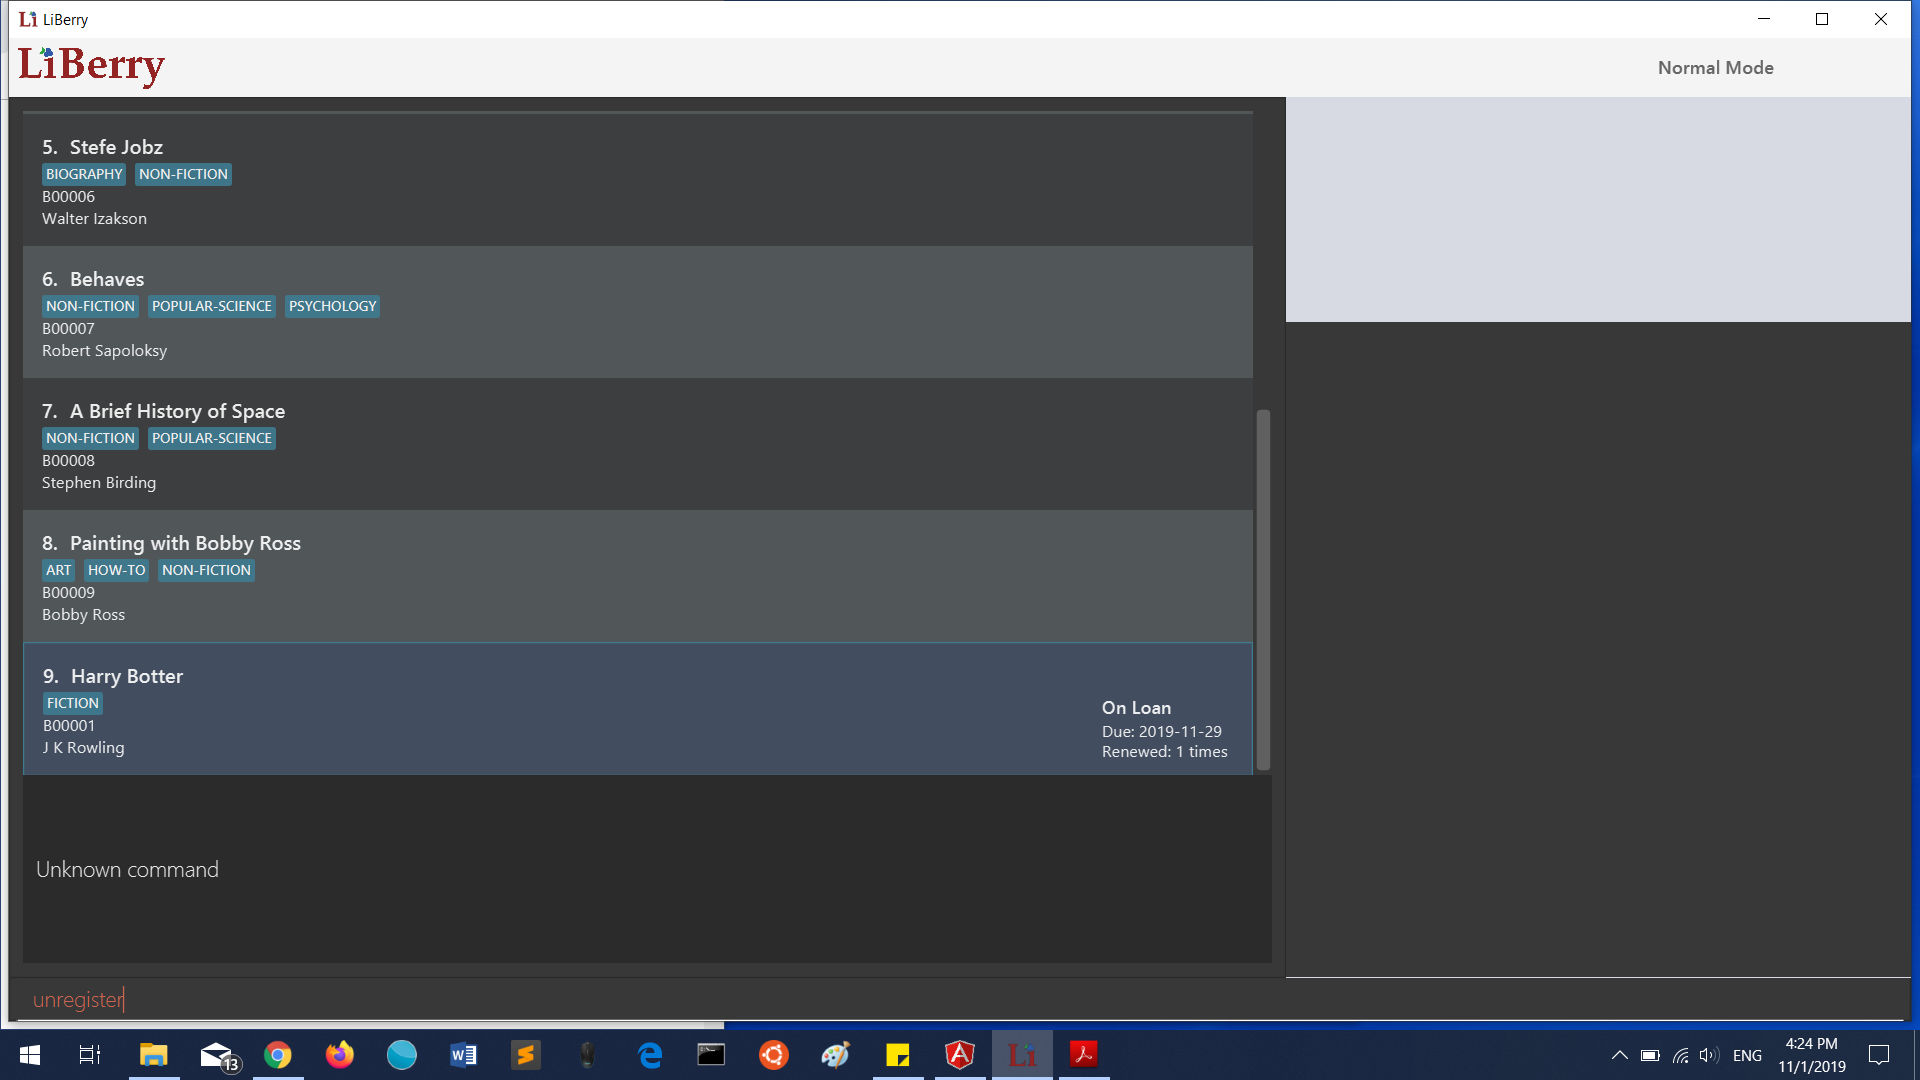 Li LiBerry
LiBerry
Normal Mode
5. Stefe Jobz
BIOGRAPHY NON-FICTION
B00006
Walter Izakson
6. Behaves
NON-FICTION POPULAR-SCIENCE PSYCHOLOGY
B00007
Robert Sapoloksy
7. A Brief History of Space
NON-FICTION POPULAR-SCIENCE
B00008
Stephen Birding
8. Painting with Bobby Ross
ART HOW-TO NON-FICTION
B00009
Bobby Ross
9. Harry Botter
FICTION
B00001
J K Rowling
On Loan
Due: 2019-11-29
Renewed: 1 times
Unknown command
unregister
13
Li
ENG
4:24 PM
11/1/2019